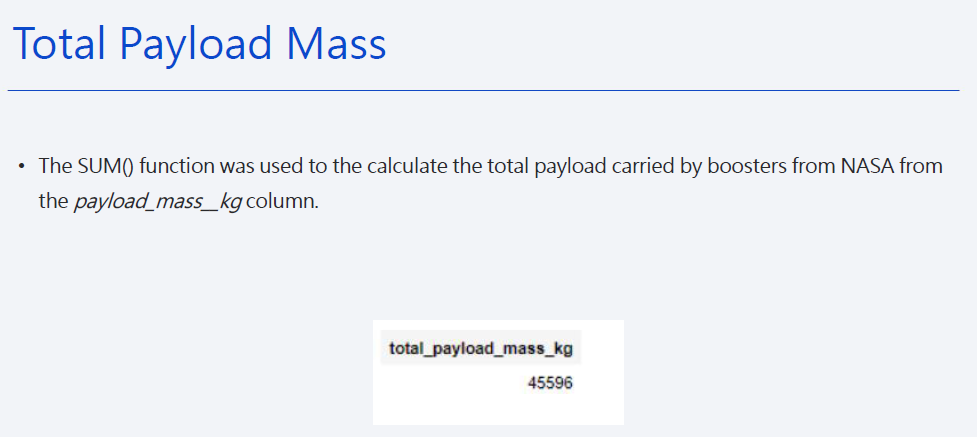 Total Payload Mass
• The SUM() function was used to the calculate the total payload carried by boosters from NASA from
the payload_mass__kg column.
total_payload_mass_kg
45596